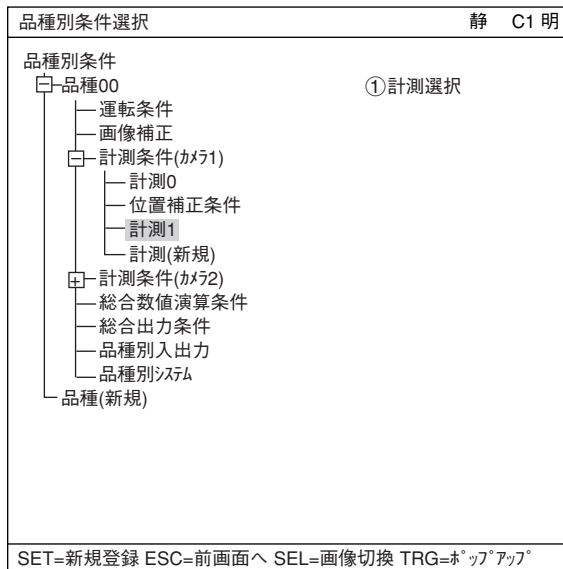 品種別条件選択 静 C1 明
品種別条件
品種00 ①計測選択
運転条件
画像補正
計測条件(ｶﾒﾗ1)
計測0
位置補正条件
計測1
計測(新規)
計測条件(ｶﾒﾗ2)
総合数値演算条件
総合出力条件
品種別入出力
品種別ｼｽﾃﾑ
品種(新規)
SET=新規登録 ESC=前画面へ SEL=画像切換 TRG=ﾎﾟｯﾌﾟｱｯﾌﾟ